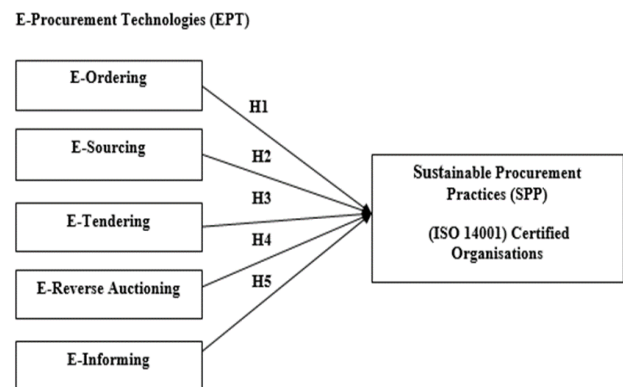 E-Procurement Technologies (EPT)
E-Ordering
H1
E-Sourcing
H2
H3
E-Tendering
H4
E-Reverse Auctioning
H5
E-Informing
Sustainable Procurement
Practices (SPP)
(ISO 14001) Certified
Organisations